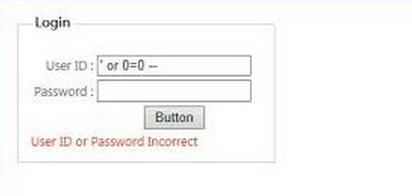 Login
User ID : ' or 0=0 --
Password :
Button
User ID or Password Incorrect